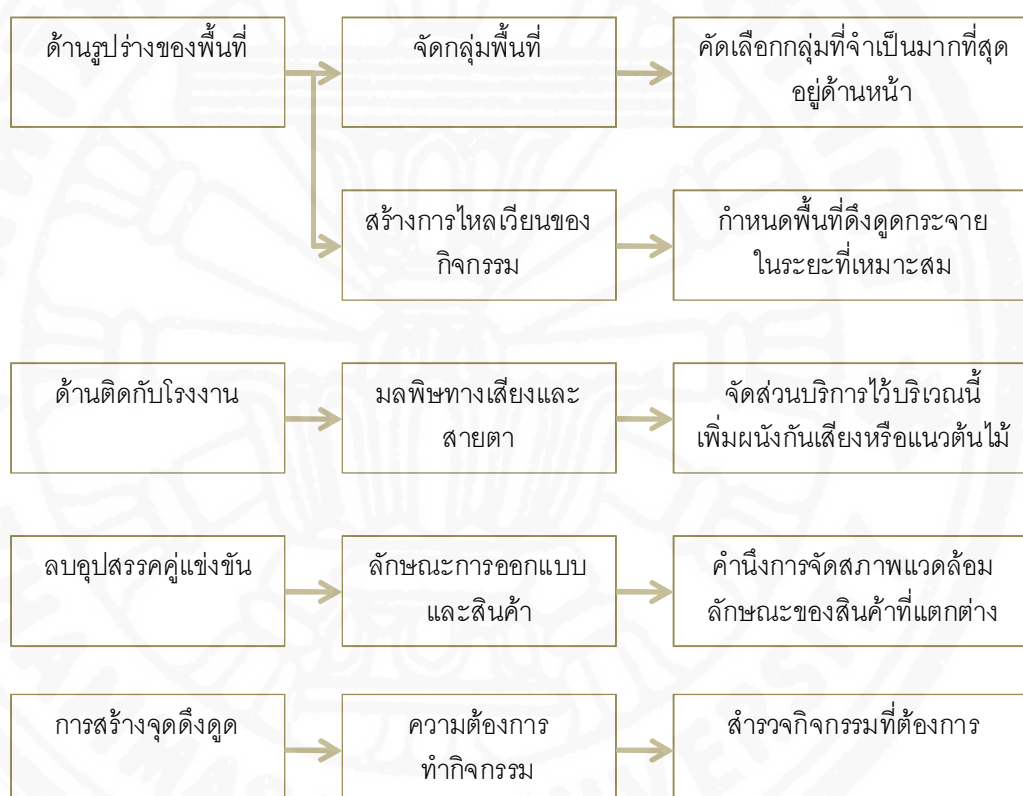 ด้านรูปร่างของพื้นที่
จัดกลุ่มพื้นที่
คัดเลือกกลุ่มที่จำเป็นมากที่สุด
อยู่ด้านหน้า
สร้างการไหลเวียนของ
กิจกรรม
กำหนดพื้นที่ดึงดูดกระจาย
ในระยะที่เหมาะสม
ด้านติดกับโรงงาน
มลพิษทางเสียงและ
สายตา
จัดส่วนบริการไว้บริเวณนี้
เพิ่มผนังกันเสียงหรือแนวต้นไม้
ลบอุปสรรคคู่แข่งขัน
ลักษณะการออกแบบ
และสินค้า
คำนึงการจัดสภาพแวดล้อม
ลักษณะของสินค้าที่แตกต่าง
การสร้างจุดดึงดูด
ความต้องการ
ทำกิจกรรม
สำรวจกิจกรรมที่ต้องการ